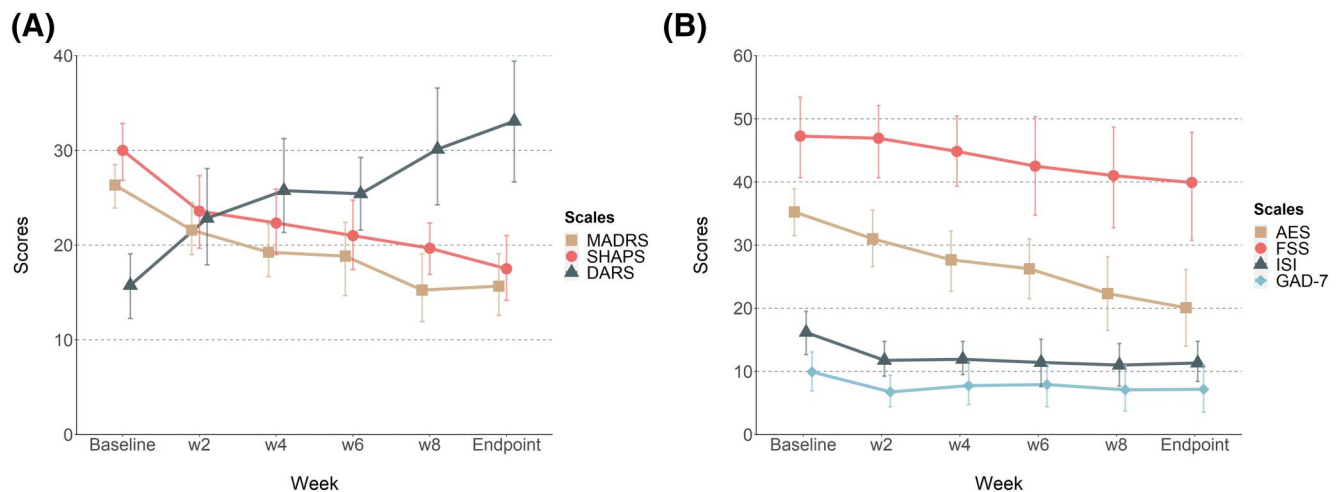 (A)
40
30
20
10
0
Scores
Baseline w2 w4 w6 w8 Endpoint
Week
Scales
MADRS
SHAPS
DARS
(B)
60
50
40
30
20
10
0
Scores
Baseline w2 w4 w6 w8 Endpoint
Week
Scales
AES
FSS
ISI
GAD-7